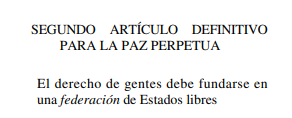 SEGUNDO ARTÍCULO DEFINITIVO
PARA LA PAZ PERPETUA
El derecho de gentes debe fundarse en
una federación de Estados libres